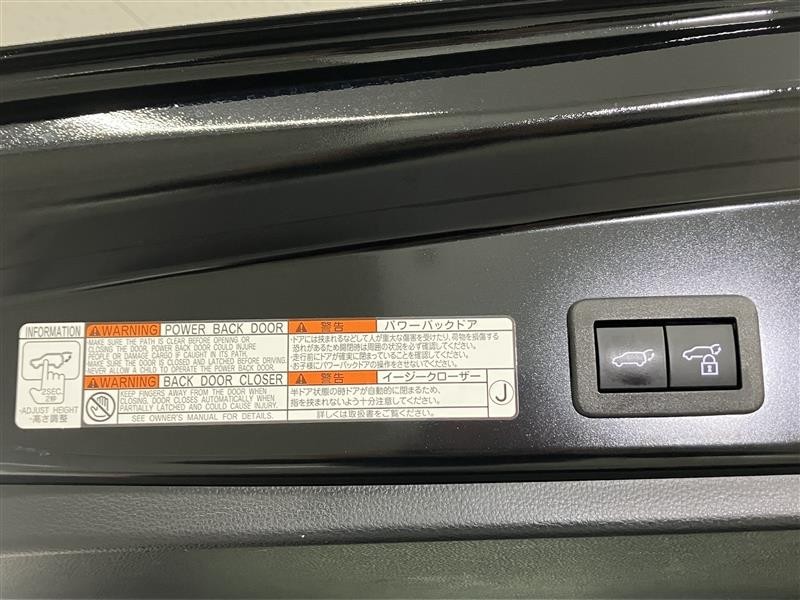 INFORMATION
2SEC.
2秒
-ADJUST HEIGHT
-高さ調整
WARNING POWER BACK DOOR
MAKE SURE THE PATH IS CLEAR BEFORE OPENING OR
CLOSING THE DOOR. POWER BACK DOOR COULD INJURE
PEOPLE OR DAMAGE CARGO IF CAUGHT IN ITS PATH.
MAKE SURE THE DOOR IS CLOSED AND LATCHED BEFORE DRIVING.
NEVER ALLOW A CHILD TO OPERATE THE POWER BACK DOOR.
WARNING BACK DOOR CLOSER
KEEP FINGERS AWAY FROM THE DOOR WHEN
CLOSING. DOOR CLOSES AUTOMATICALLY WHEN
PARTIALLY LATCHED AND COULD CAUSE INJURY.
SEE OWNER'S MANUAL FOR DETAILS.
警告 パワーバックドア
・ドアには挟まれるなどして人が重大な傷害を受けたり、荷物を損傷する
恐れがあるため開閉時は周囲の状況を必ず確認してください。
・走行前にドアが確実に閉まっていることを確認してください。
・お子様にパワーバックドアの操作をさせないでください。
警告 イージークローザー
半ドア状態の時ドアが自動的に閉まるため、
指を挟まれないよう十分注意してください。
詳しくは取扱書をご覧ください。
J